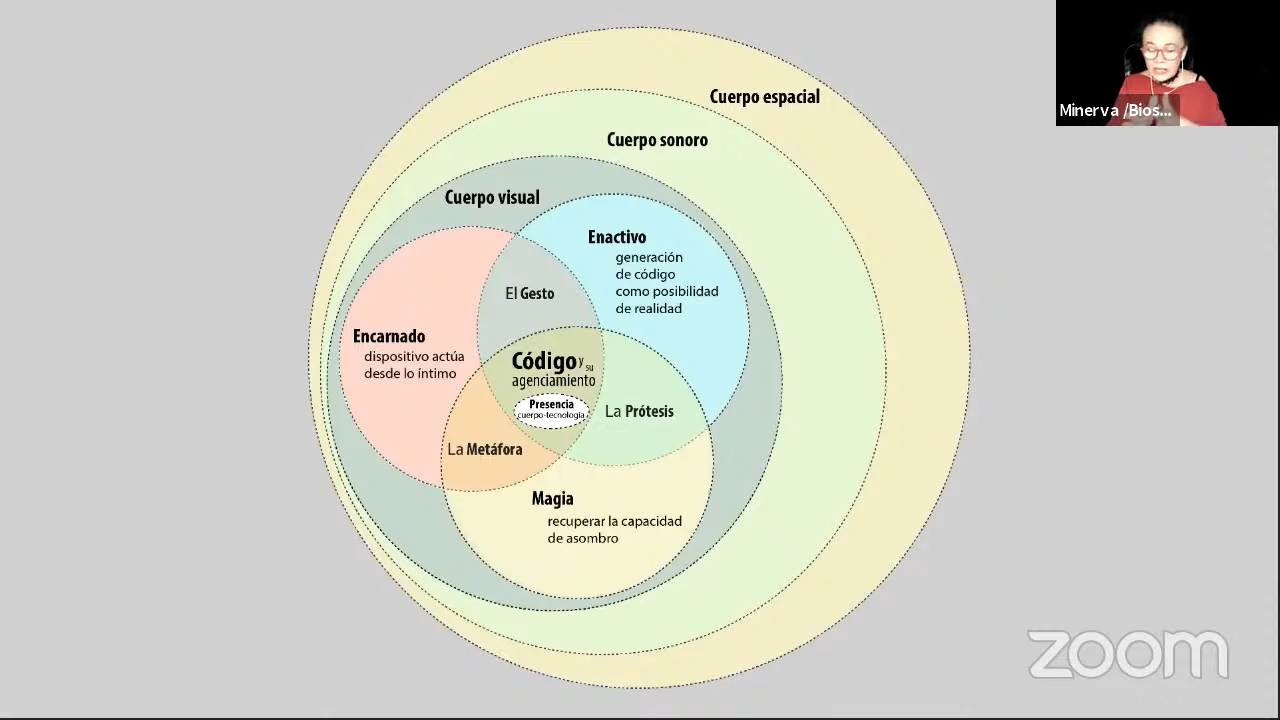 Cuerpo espacial
Minerva /Bios...
Cuerpo sonoro
Cuerpo visual
Enactivo
generación
de código
como posibilidad
de realidad
El Gesto
Encarnado
dispositivo actúa
desde lo íntimo
Código y su
agenciamiento
Presencia
cuerpo-tecnología
La Prótesis
La Metáfora
Magia
recuperar la capacidad
de asombro
zoom